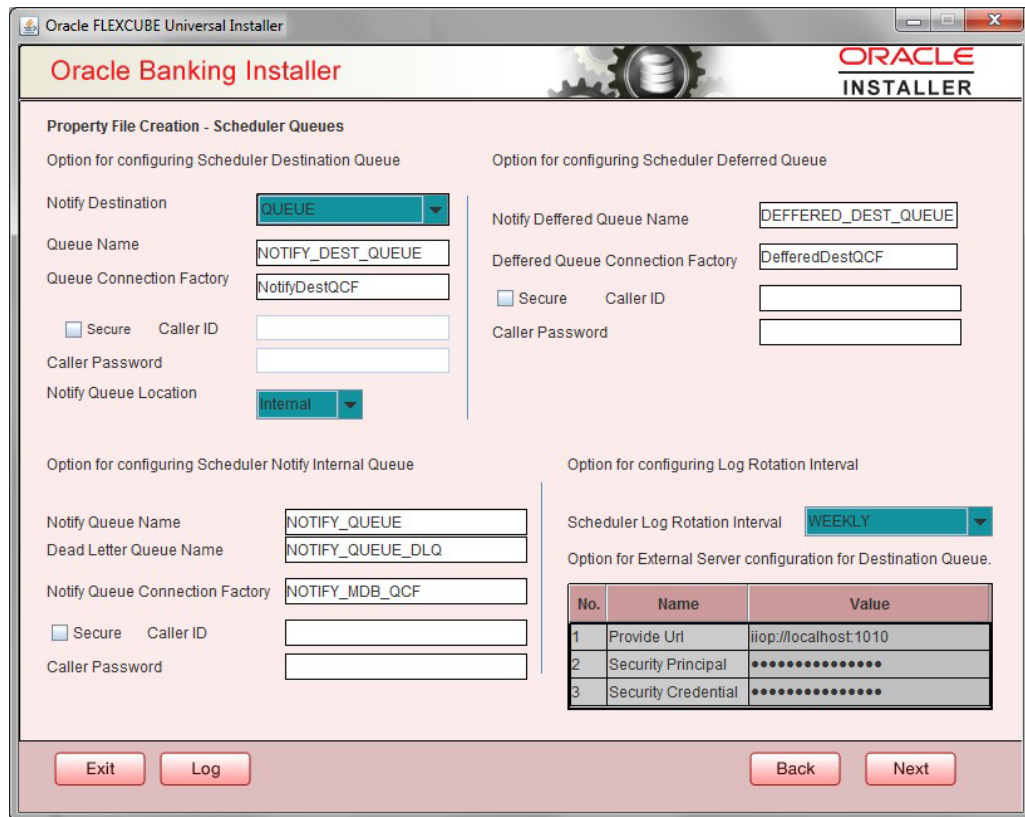 Oracle FLEXCUBE Universal Installer
Oracle Banking Installer
ORACLE
INSTALLER
Property File Creation - Scheduler Queues
Option for configuring Scheduler Destination Queue
Notify Destination
QUEUE
Queue Name
NOTIFY_DEST_QUEUE
Queue Connection Factory
NotifyDestQCF
Secure Caller ID
Caller Password
Notify Queue Location
Internal
Option for configuring Scheduler Deferred Queue
Notify Deffered Queue Name
DEFFERED_DEST_QUEUE
Deffered Queue Connection Factory
DefferedDestQCF
Secure Caller ID
Caller Password
Option for configuring Scheduler Notify Internal Queue
Notify Queue Name
NOTIFY_QUEUE
Dead Letter Queue Name
NOTIFY_QUEUE_DLQ
Notify Queue Connection Factory
NOTIFY_MDB_QCF
Secure Caller ID
Caller Password
Option for configuring Log Rotation Interval
Scheduler Log Rotation Interval
WEEKLY
Option for External Server configuration for Destination Queue.
No. Name Value
1 Provide Url iiop://localhost:1010
2 Security Principal •••••••••••••••
3 Security Credential •••••••••••••••
Exit
Log
Back
Next